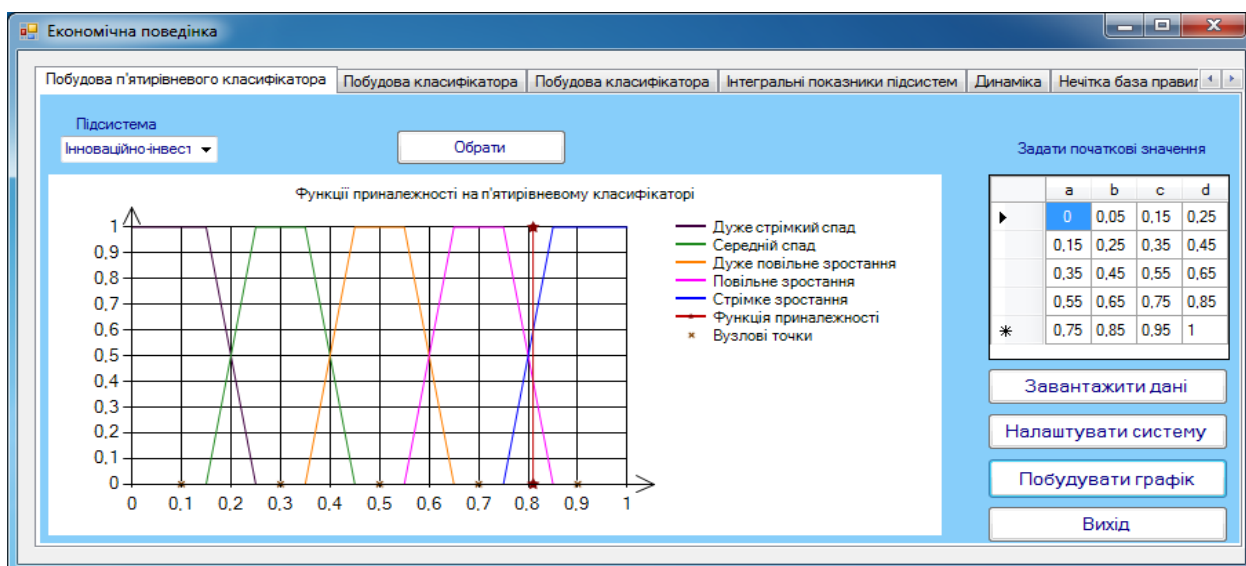 Економічна поведінка
Побудова п'ятирівневого класифікатора Побудова класифікатора Побудова класифікатора Інтегральні показники підсистем Динаміка Нечітка база правил
Підсистема
Інноваційно-інвест
Обрати
Задати початкові значення
Функції приналежності на п'ятирівневому класифікаторі
1
0,9
0,8
0,7
0,6
0,5
0,4
0,3
0,2
0,1
0
0 0,1 0,2 0,3 0,4 0,5 0,6 0,7 0,8 0,9 1
Дуже стрімкий спад
Середній спад
Дуже повільне зростання
Повільне зростання
Стрімке зростання
Функція приналежності
Вузлові точки
a b c d
0 0,05 0,15 0,25
0,15 0,25 0,35 0,45
0,35 0,45 0,55 0,65
0,55 0,65 0,75 0,85
0,75 0,85 0,95 1
Завантажити дані
Налаштувати систему
Побудувати графік
Вихід